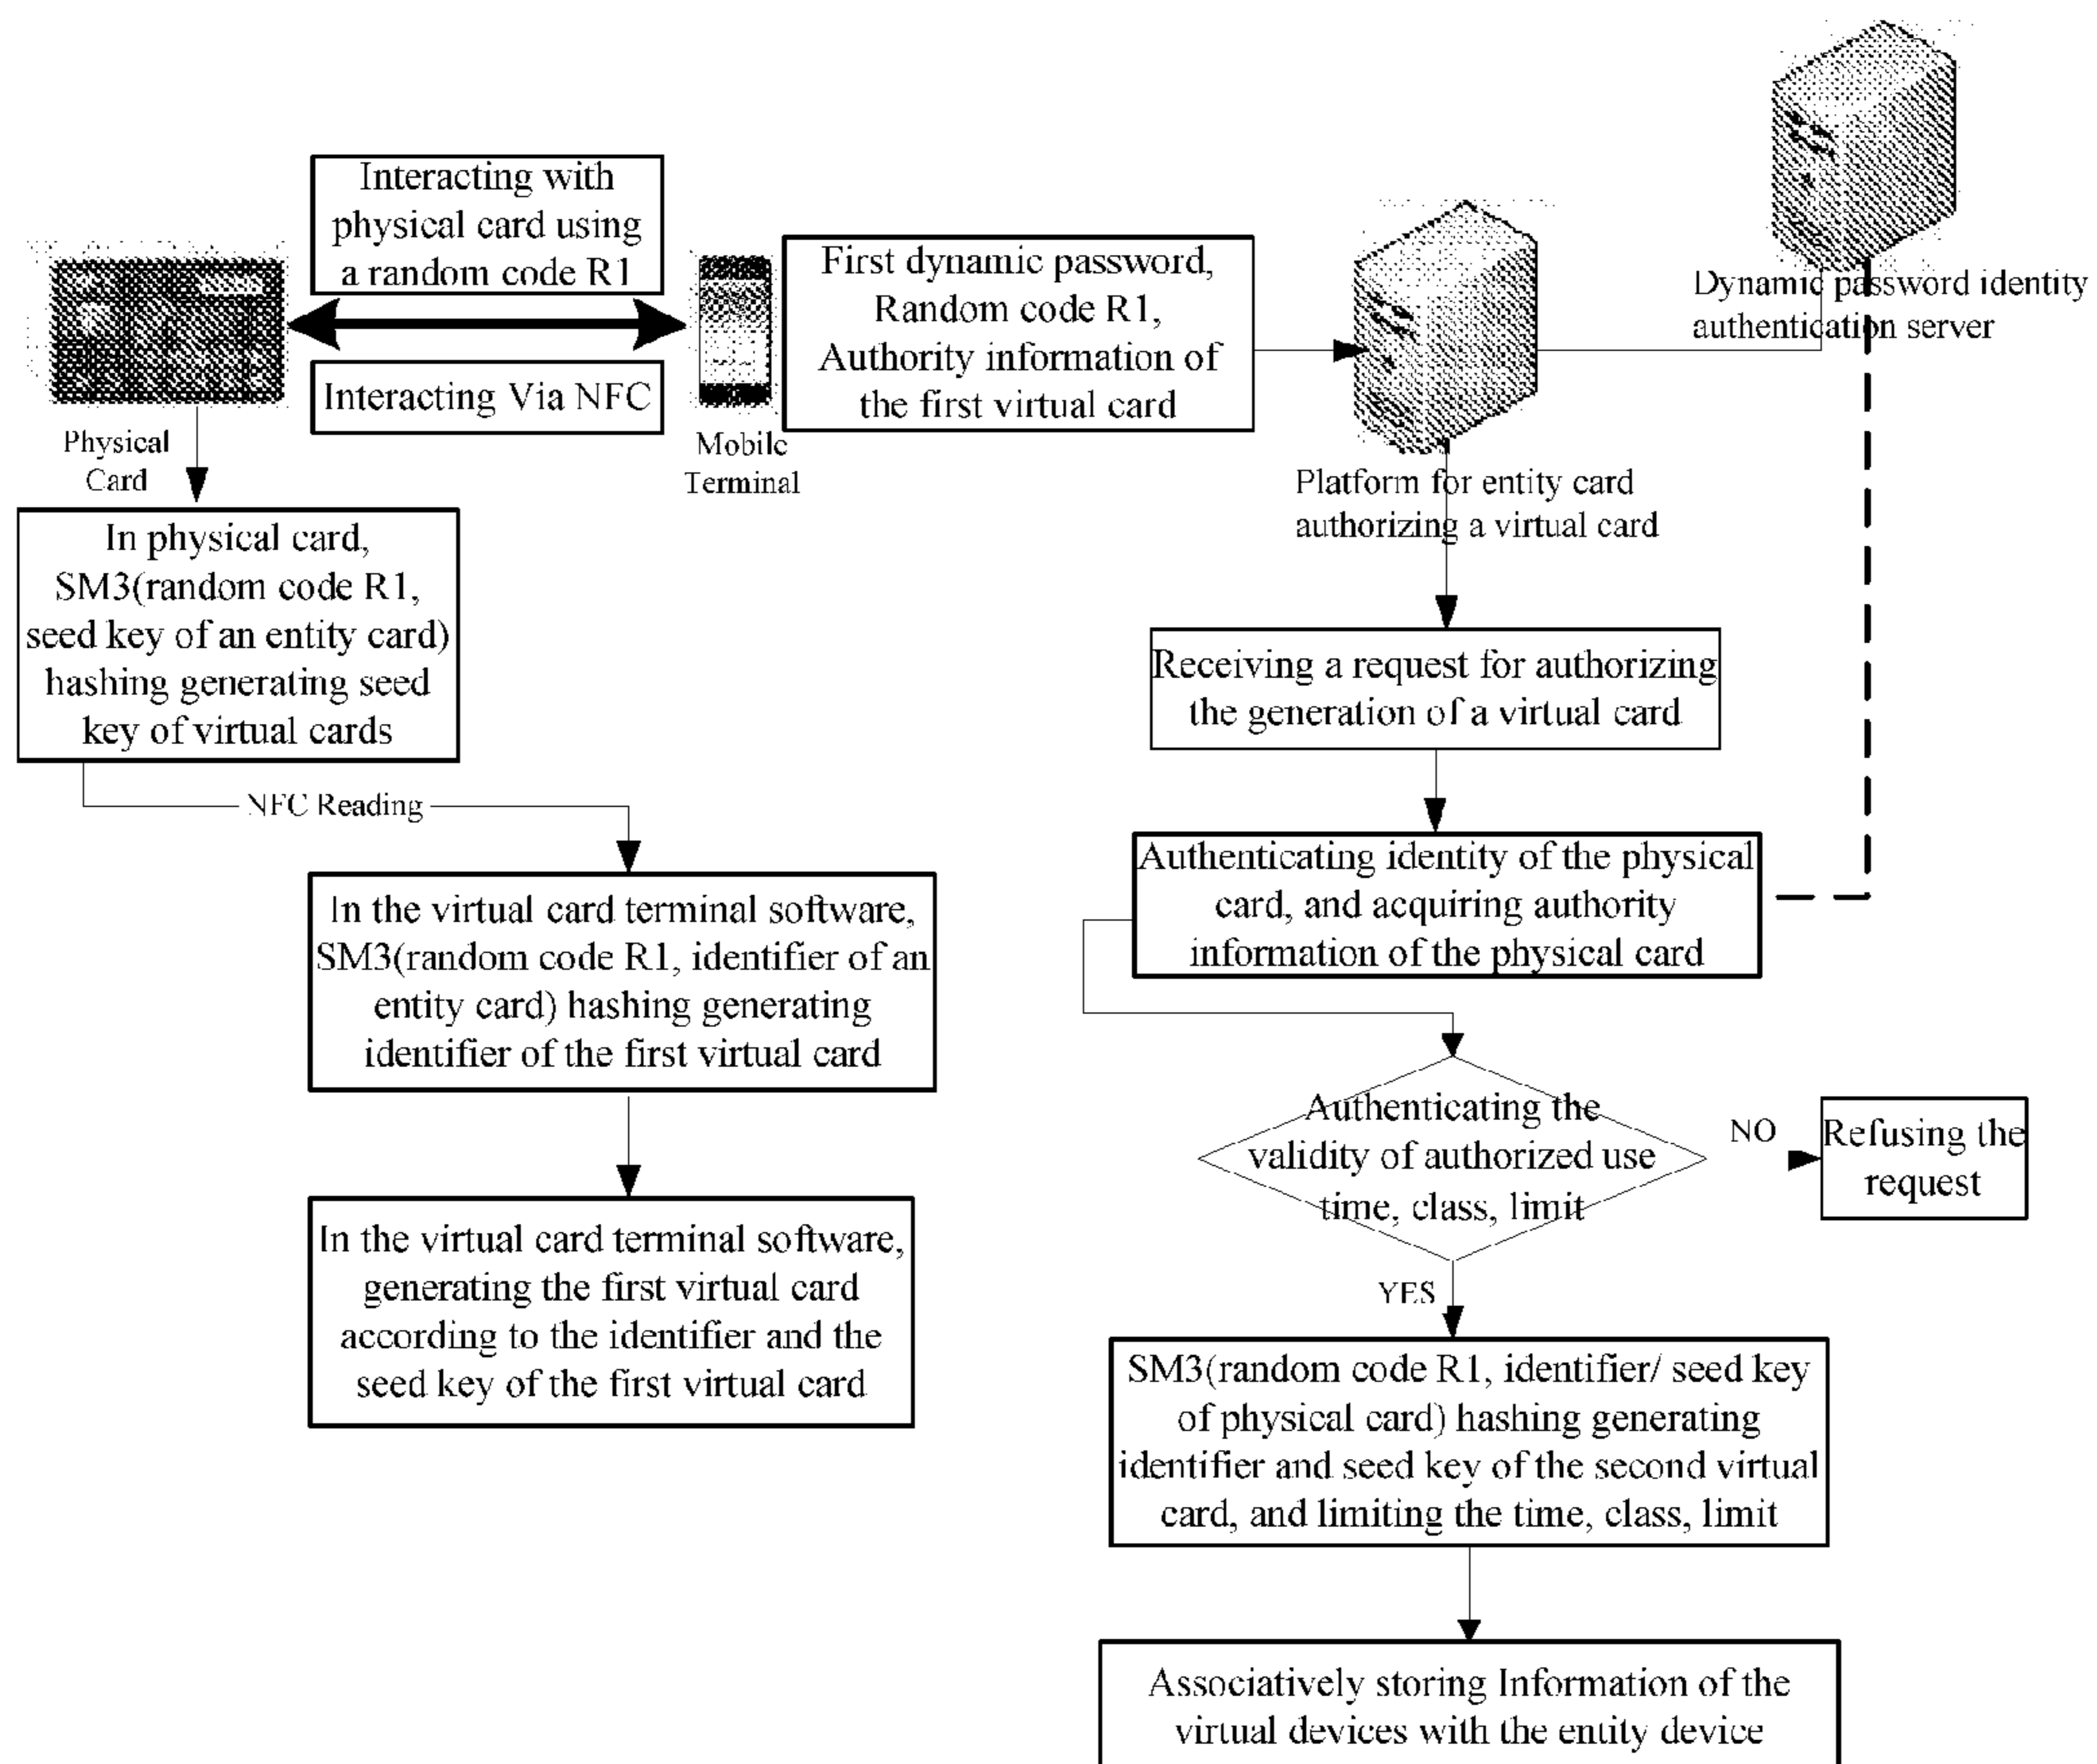 Interacting with
physical card using
a random code R1
Interacting Via NFC
Physical
Card
Mobile
Terminal
First dynamic password,
Random code R1,
Authority information of
the first virtual card
Dynamic password identity
authentication server
Platform for entity card
authorizing a virtual card
In physical card,
SM3(random code R1,
seed key of an entity card)
hashing generating seed
key of virtual cards
NFC Reading
In the virtual card terminal software,
SM3(random code R1, identifier of an
entity card) hashing generating
identifier of the first virtual card
In the virtual card terminal software,
generating the first virtual card
according to the identifier and the
seed key of the first virtual card
Receiving a request for authorizing
the generation of a virtual card
Authenticating identity of the physical
card, and acquiring authority
information of the physical card
Authenticating the
validity of authorized use
time, class, limit
NO
Refusing the
request
YES
SM3(random code R1, identifier/ seed key
of physical card) hashing generating
identifier and seed key of the second virtual
card, and limiting the time, class, limit
Associatively storing Information of the
virtual devices with the entity device